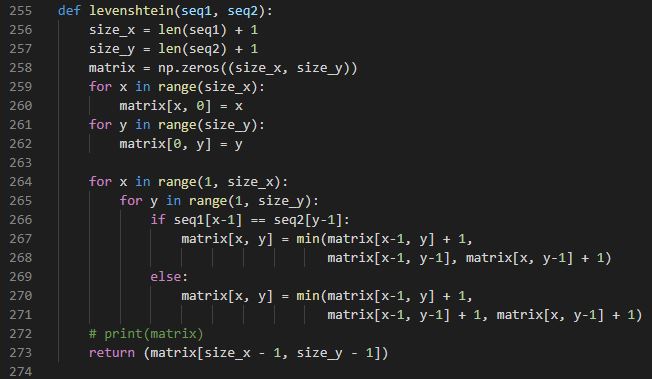 255 def levenshtein(seq1, seq2):
256     size_x = len(seq1) + 1
257     size_y = len(seq2) + 1
258     matrix = np.zeros((size_x, size_y))
259     for x in range(size_x):
260         matrix[x, 0] = x
261     for y in range(size_y):
262         matrix[0, y] = y
263
264     for x in range(1, size_x):
265         for y in range(1, size_y):
266             if seq1[x-1] == seq2[y-1]:
267                 matrix[x, y] = min(matrix[x-1, y] + 1,
268                                    matrix[x-1, y-1], matrix[x, y-1] + 1)
269             else:
270                 matrix[x, y] = min(matrix[x-1, y] + 1,
271                                    matrix[x-1, y-1] + 1, matrix[x, y-1] + 1)
272     # print(matrix)
273     return (matrix[size_x - 1, size_y - 1])
274